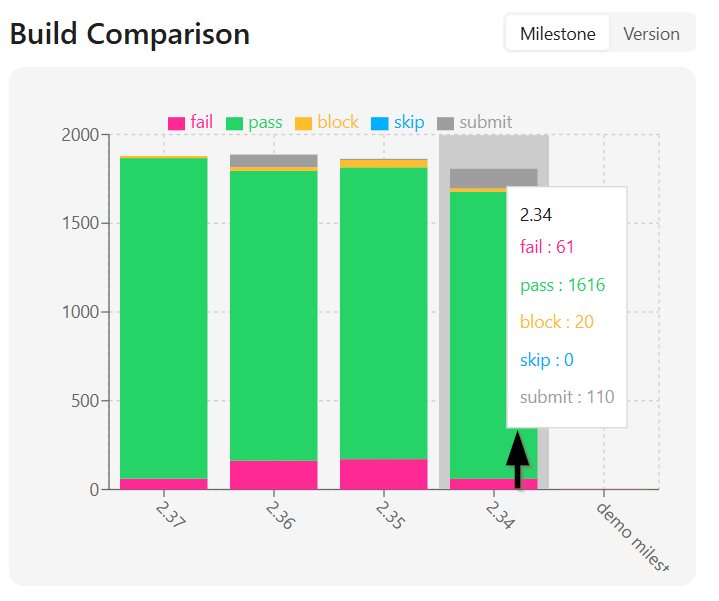 Build Comparison
Milestone Version
fail pass block skip submit
2000
1500
1000
500
0
2.34
fail : 61
pass : 1616
block : 20
skip : 0
submit : 110
2.37 2.36 2.35 2.34 demo milest